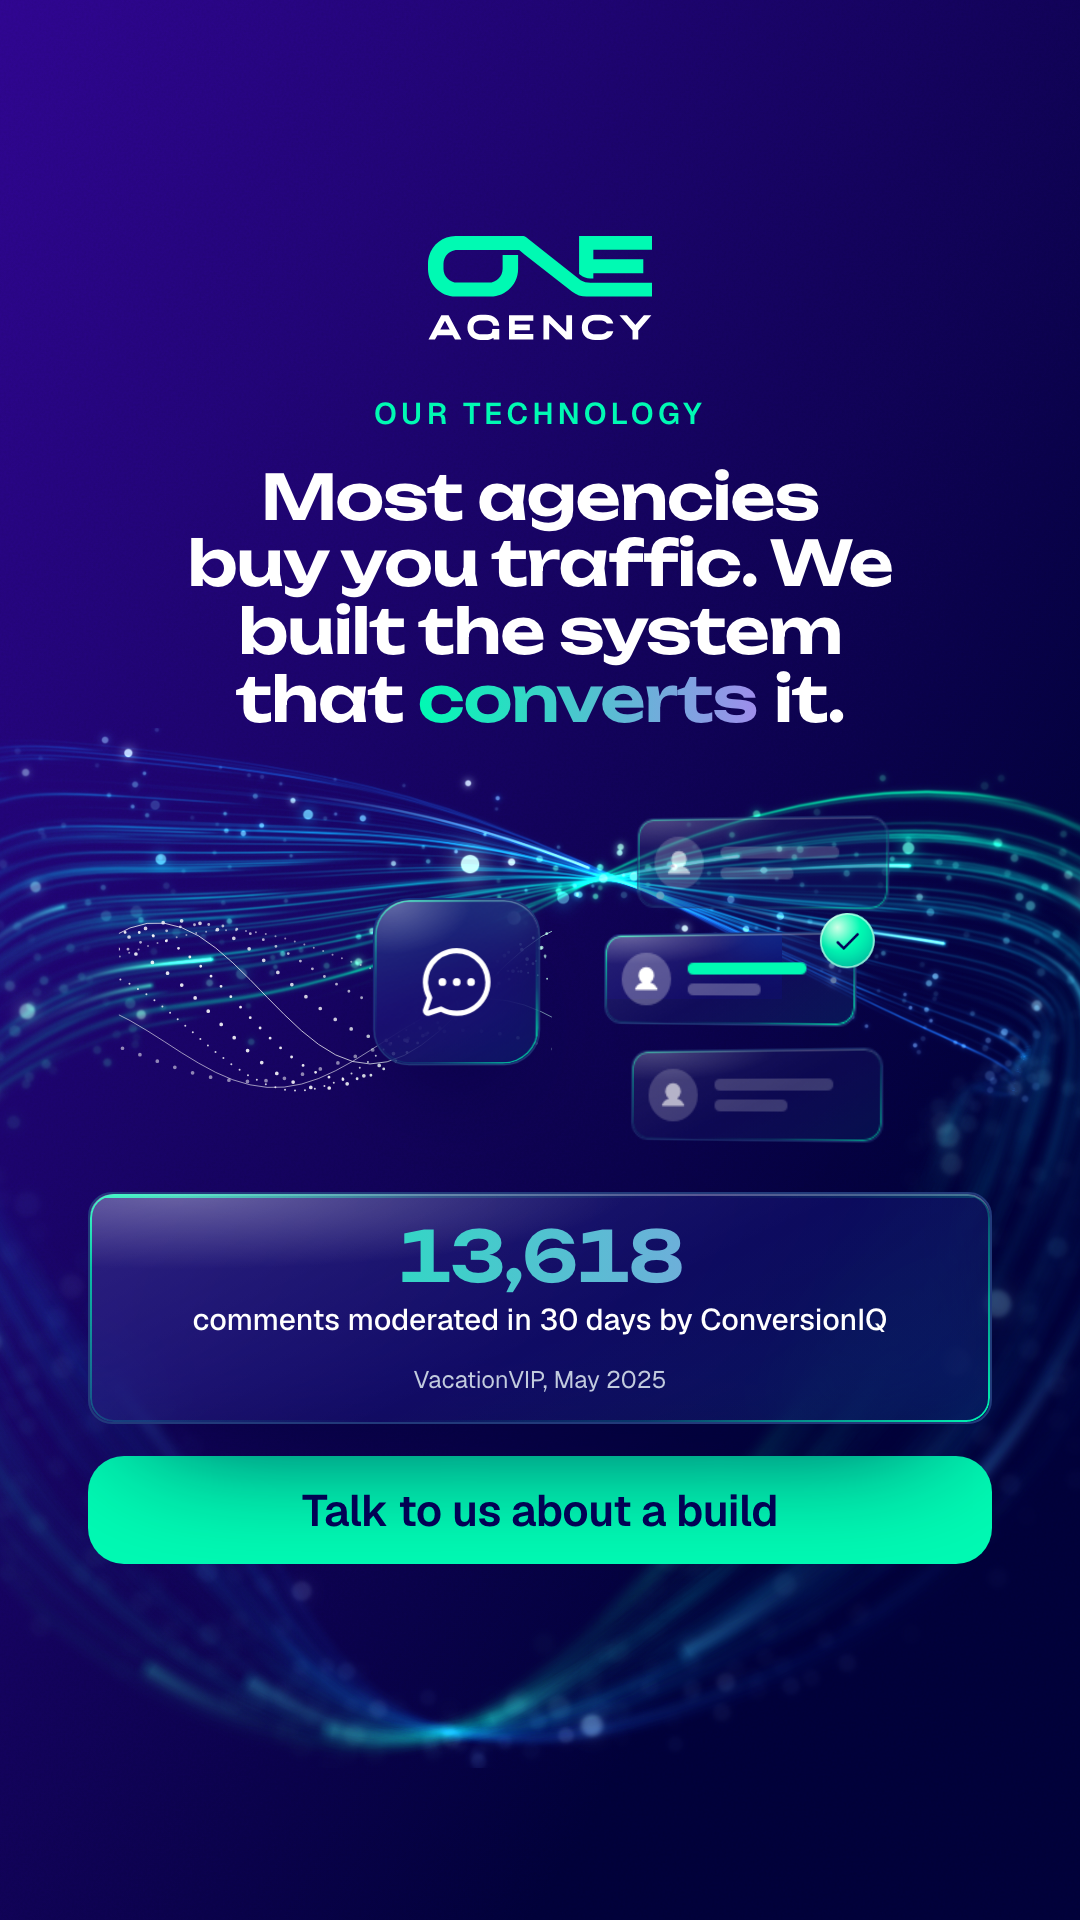 ONE
AGENCY
OUR TECHNOLOGY
Most agencies
buy you traffic. We
built the system
that converts it.
13,618
comments moderated in 30 days by ConversionIQ
VacationVIP, May 2025
Talk to us about a build